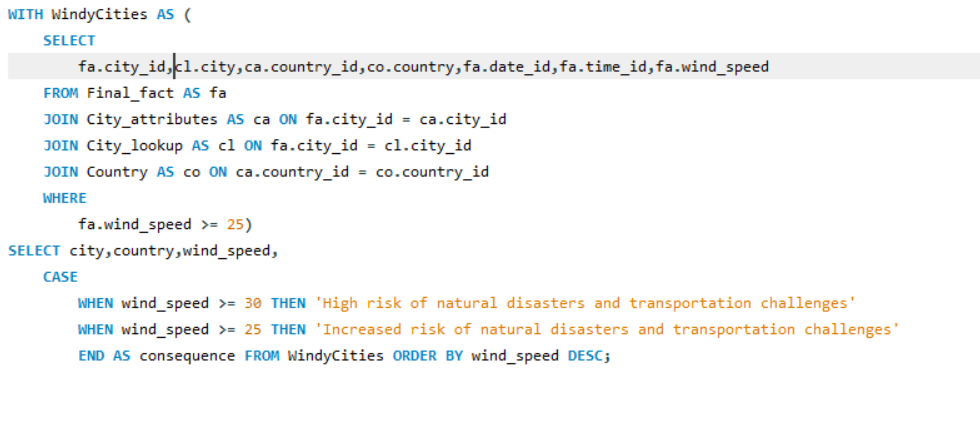 WITH WindyCities AS (
SELECT
fa.city_id,cl.city,ca.country_id,co.country,fa.date_id,fa.time_id,fa.wind_speed
FROM Final_fact AS fa
JOIN City_attributes AS ca ON fa.city_id = ca.city_id
JOIN City_lookup AS cl ON fa.city_id = cl.city_id
JOIN Country AS co ON ca.country_id = co.country_id
WHERE
fa.wind_speed >= 25)
SELECT city,country,wind_speed,
CASE
WHEN wind_speed >= 30 THEN 'High risk of natural disasters and transportation challenges'
WHEN wind_speed >= 25 THEN 'Increased risk of natural disasters and transportation challenges'
END AS consequence FROM WindyCities ORDER BY wind_speed DESC;